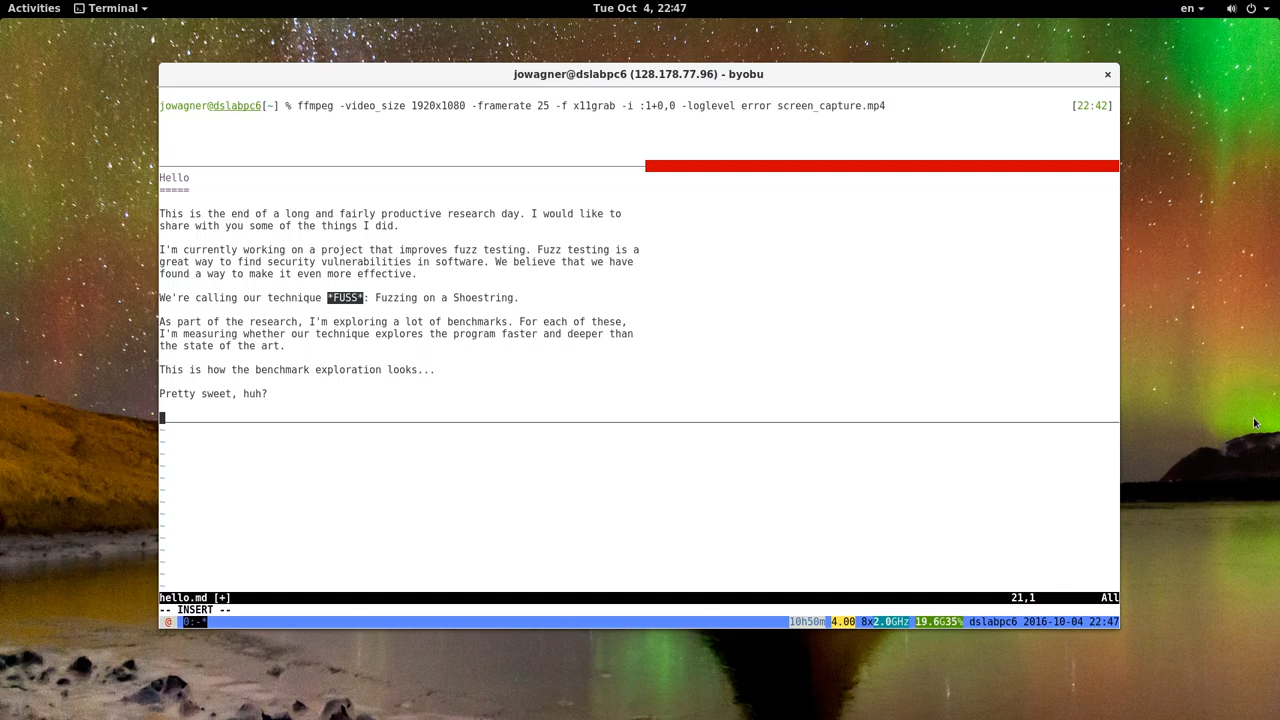 Activities Terminal Tue Oct 4, 22:47 en
jowagner@dslabpc6 (128.178.77.96) - byobu ×
jowagner@dslabpc6[~] % ffmpeg -video_size 1920x1080 -framerate 25 -f x11grab -i :1+0,0 -loglevel error screen_capture.mp4 [22:42]
Hello
=====
This is the end of a long and fairly productive research day. I would like to
share with you some of the things I did.
I'm currently working on a project that improves fuzz testing. Fuzz testing is a
great way to find security vulnerabilities in software. We believe that we have
found a way to make it even more effective.
We're calling our technique *FUSS*: Fuzzing on a Shoestring.
As part of the research, I'm exploring a lot of benchmarks. For each of these,
I'm measuring whether our technique explores the program faster and deeper than
the state of the art.
This is how the benchmark exploration looks...
Pretty sweet, huh?
~
~
~
~
~
~
~
~
~
~
~
~
~
~
hello.md [+] 21,1 All
-- INSERT --
@ 0:-* 10h50m 4.00 8x2.0GHz 19.6G35% dslabpc6 2016-10-04 22:47